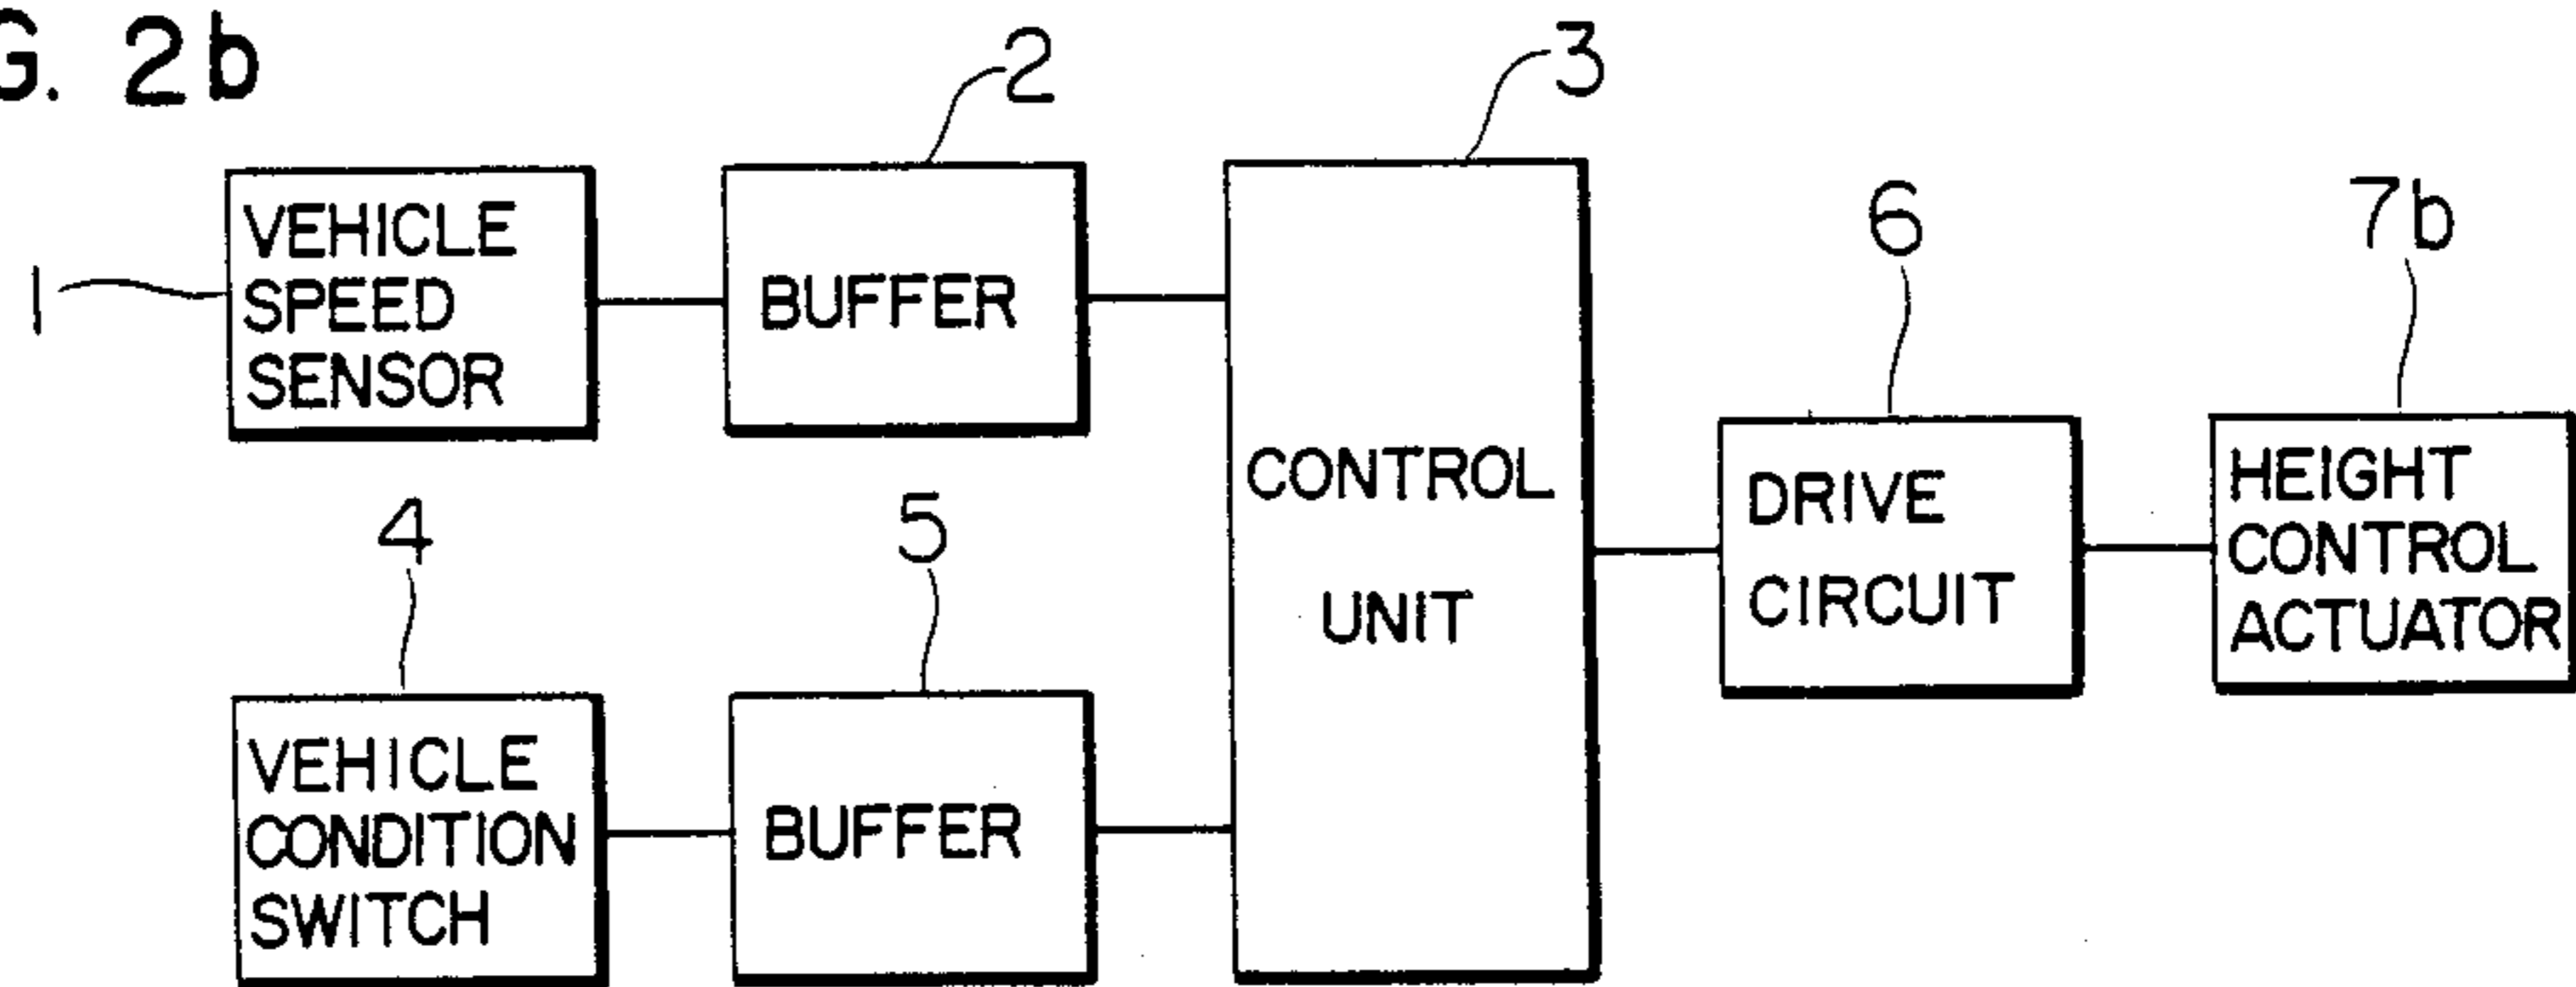 G. 2b
2
3
1
VEHICLE
SPEED
SENSOR
BUFFER
6
7b
4
5
CONTROL
UNIT
DRIVE
CIRCUIT
HEIGHT
CONTROL
ACTUATOR
VEHICLE
CONDITION
SWITCH
BUFFER